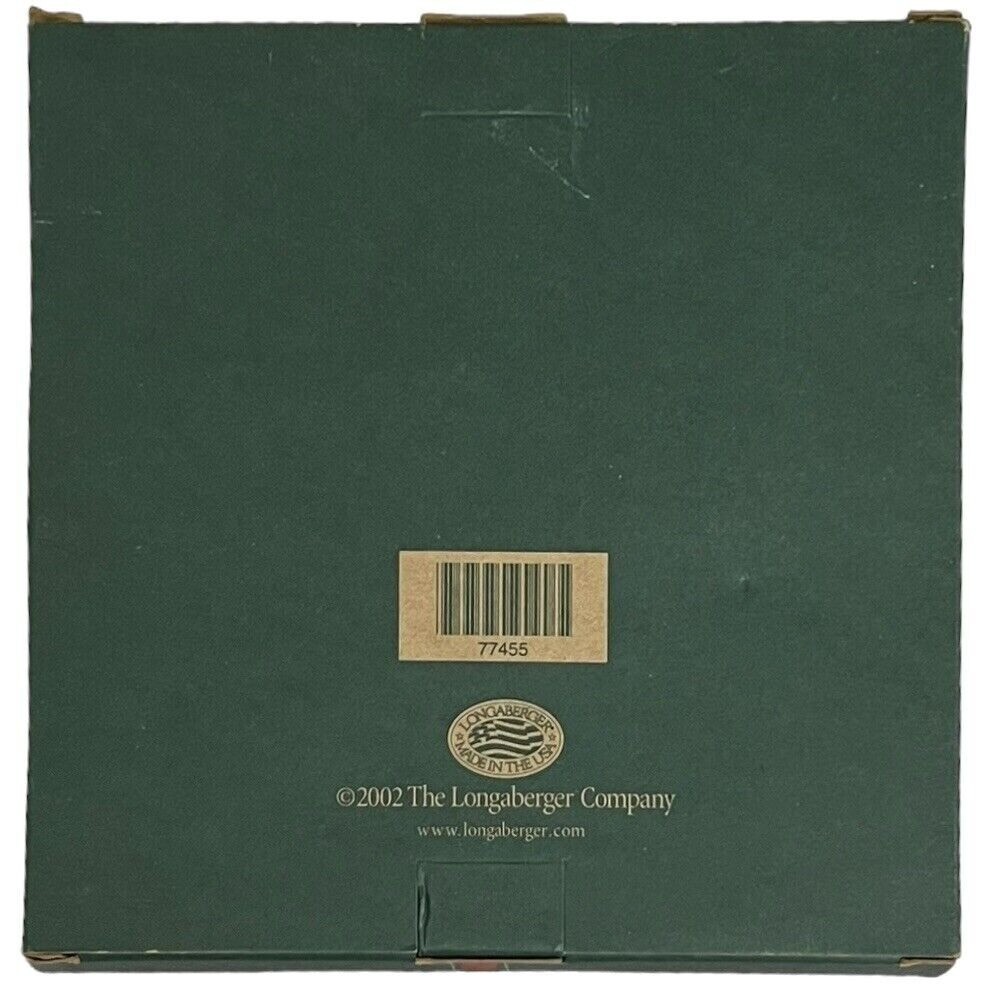 77455
LONGABERGER
MADE IN THE USA
©2002 The Longaberger Company
www.longaberger.com